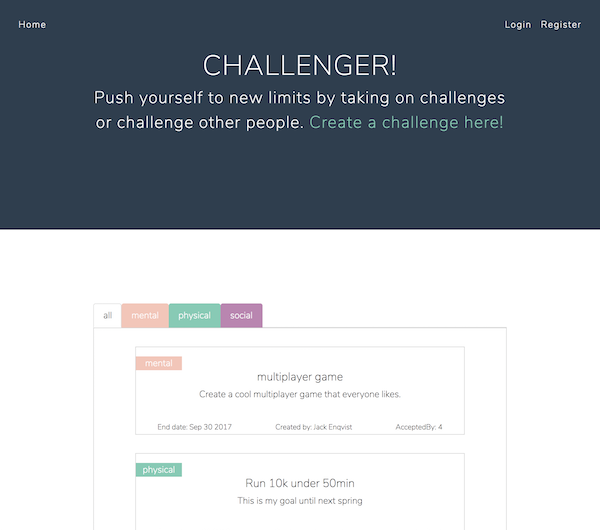 Home
Login Register
CHALLENGER!
Push yourself to new limits by taking on challenges
or challenge other people. Create a challenge here!
all mental physical social
mental
multiplayer game
Create a cool multiplayer game that everyone likes.
End date: Sep 30 2017 Created by: Jack Enqvist AcceptedBy: 4
physical
Run 10k under 50min
This is my goal until next spring